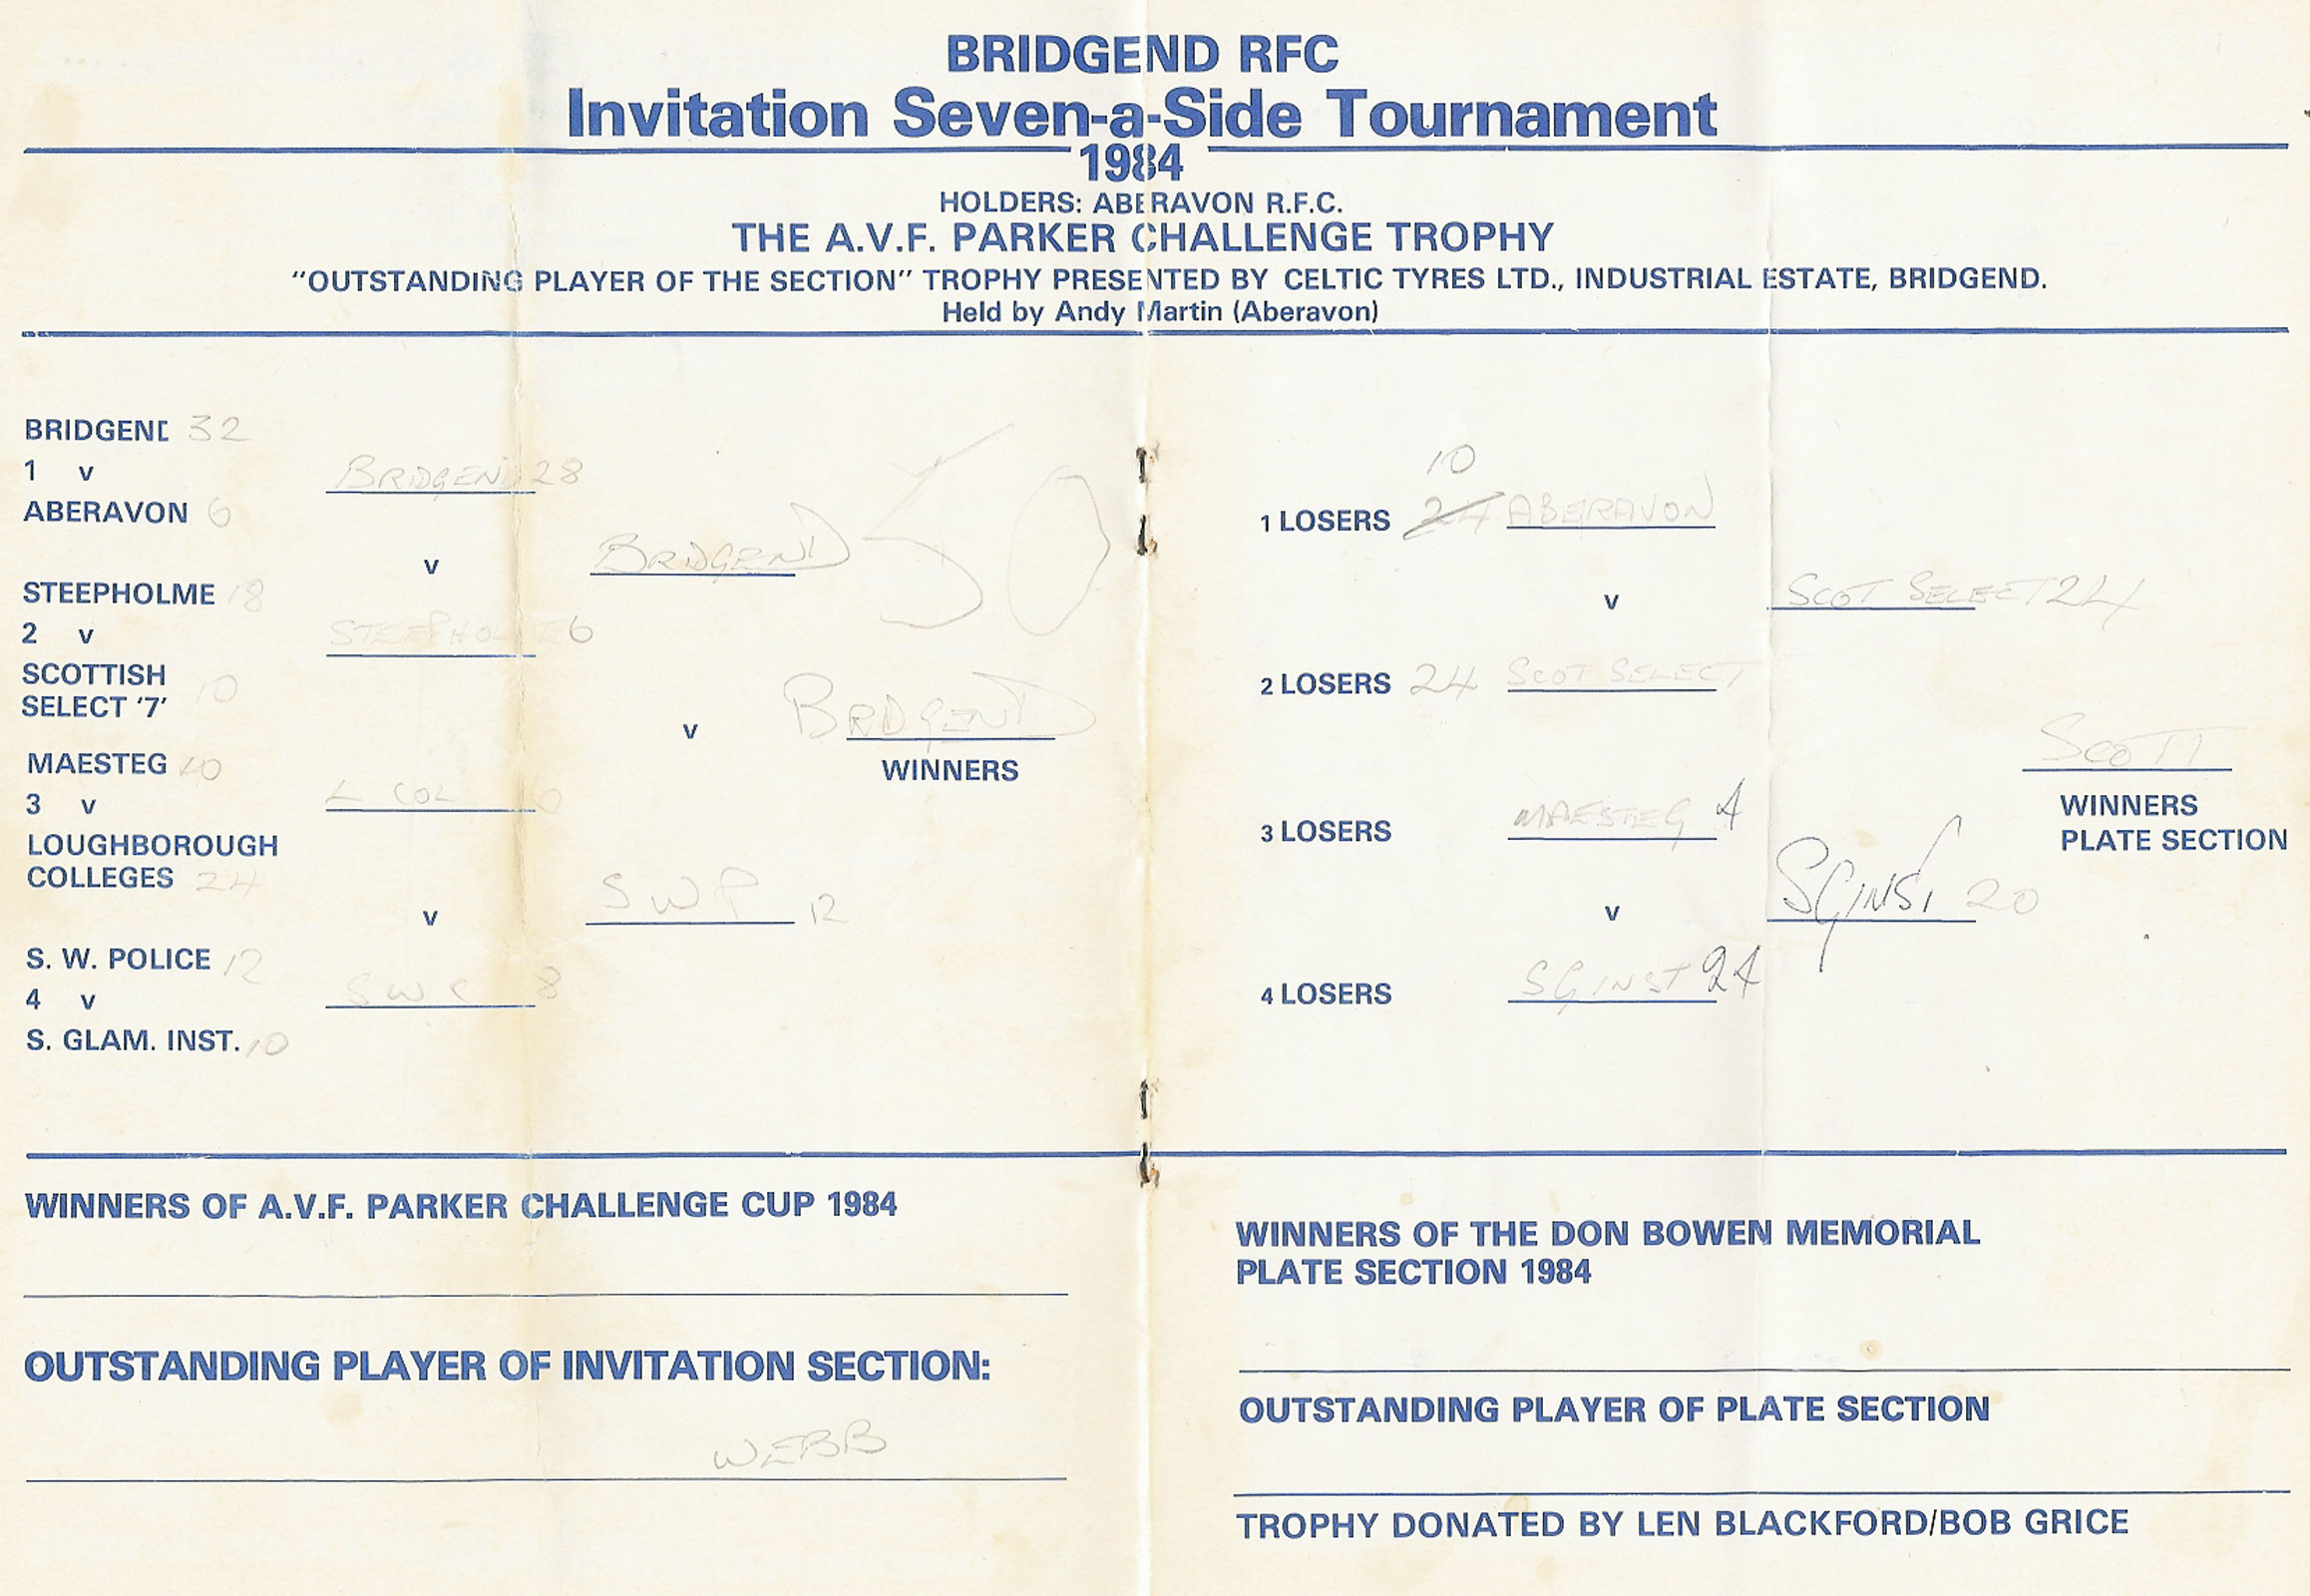 BRIDGEND RFC
Invitation Seven-a-Side Tournament
1984
HOLDERS: ABERAVON R.F.C.
THE A.V.F. PARKER CHALLENGE TROPHY
"OUTSTANDING PLAYER OF THE SECTION" TROPHY PRESENTED BY CELTIC TYRES LTD., INDUSTRIAL ESTATE, BRIDGEND.
Held by Andy Martin (Aberavon)
BRIDGEND 32
1 v
ABERAVON 6
STEEPHOLME 18
2 v
SCOTTISH
SELECT '7' 10
MAESTEG 10
3 v
LOUGHBOROUGH
COLLEGES 24
S. W. POLICE 12
4 v
S. GLAM. INST. 10
BRIDGEND 28
v
STEEPHOLME 6
L COL 6
v
8
BRIDGEND 50
v
SWP 12
BRIDGEND
WINNERS
10
1 LOSERS 24 ABERAVON
v
2 LOSERS 24 SCOT SELECT
3 LOSERS MAESTEG 4
v
4 LOSERS SG INST 24
SCOT SELECT 24
SG INST 20
SCOTT
WINNERS
PLATE SECTION
WINNERS OF A.V.F. PARKER CHALLENGE CUP 1984
OUTSTANDING PLAYER OF INVITATION SECTION:
WEBB
WINNERS OF THE DON BOWEN MEMORIAL
PLATE SECTION 1984
OUTSTANDING PLAYER OF PLATE SECTION
TROPHY DONATED BY LEN BLACKFORD/BOB GRICE